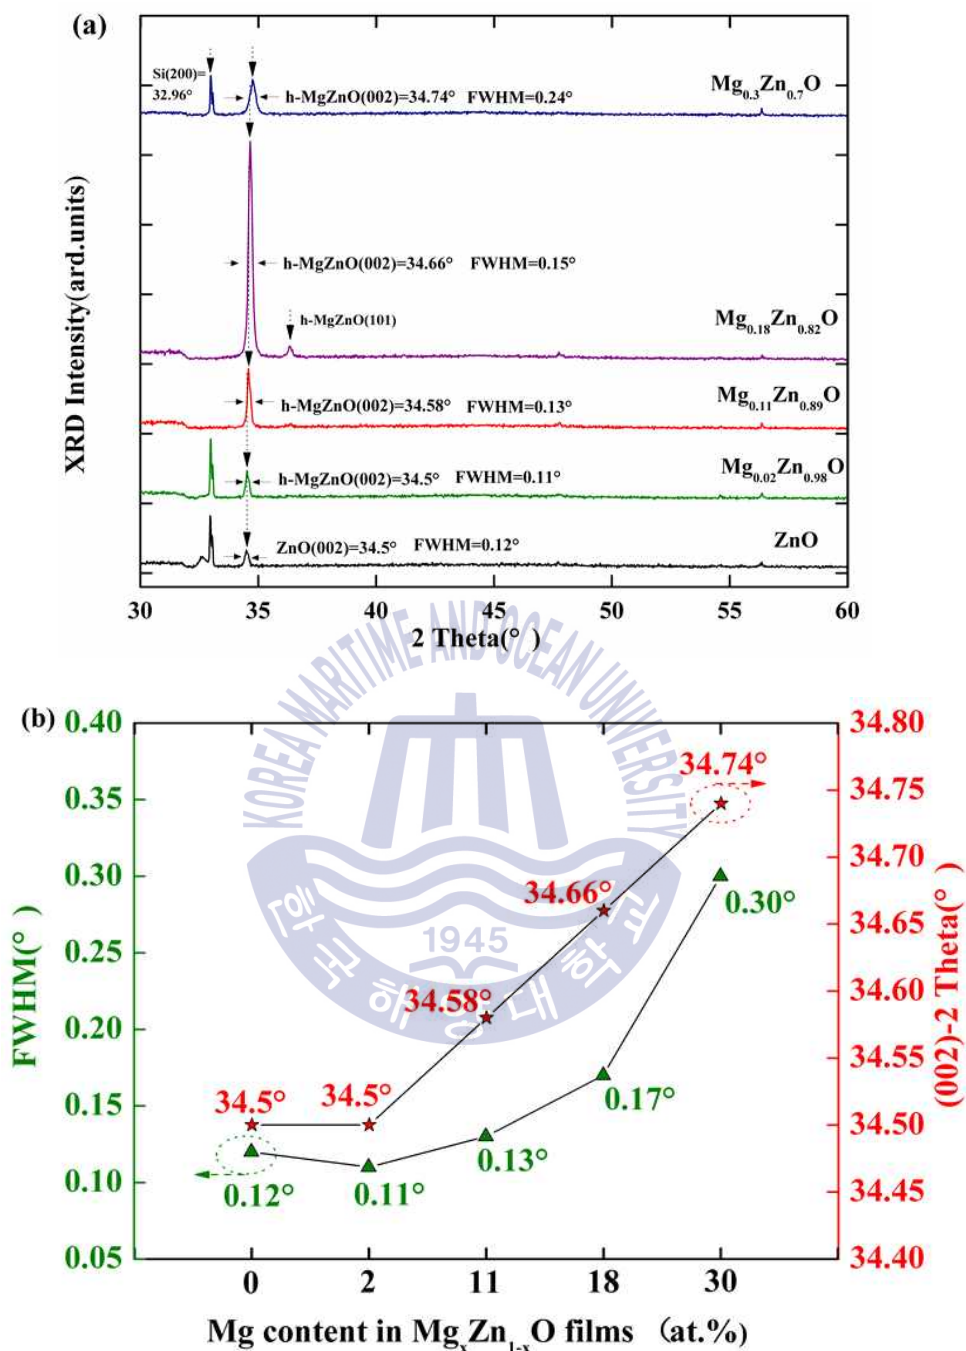 (a)
Si(200)=
32.96°
h-MgZnO(002)=34.74° FWHM=0.24°
Mg0.3Zn0.7O
h-MgZnO(002)=34.66° FWHM=0.15°
h-MgZnO(101)
Mg0.18Zn0.82O
h-MgZnO(002)=34.58° FWHM=0.13°
Mg0.11Zn0.89O
h-MgZnO(002)=34.5° FWHM=0.11°
Mg0.02Zn0.98O
ZnO(002)=34.5° FWHM=0.12°
ZnO
XRD Intensity(ard.units)
30 35 40 45 50 55 60
2 Theta(° )
KOREA MARITIME AND OCEAN UNIVERSITY
1945
한국해양대학교
(b)
0.40
0.35
0.30
0.25
0.20
0.15
0.10
0.05
FWHM(° )
34.80
34.75
34.70
34.65
34.60
34.55
34.50
34.45
34.40
(002)-2 Theta(° )
34.74°
34.66°
34.58°
34.5° 34.5°
0.30°
0.17°
0.13°
0.12° 0.11°
0 2 11 18 30
Mg content in MgxZn1-xO films (at.%)